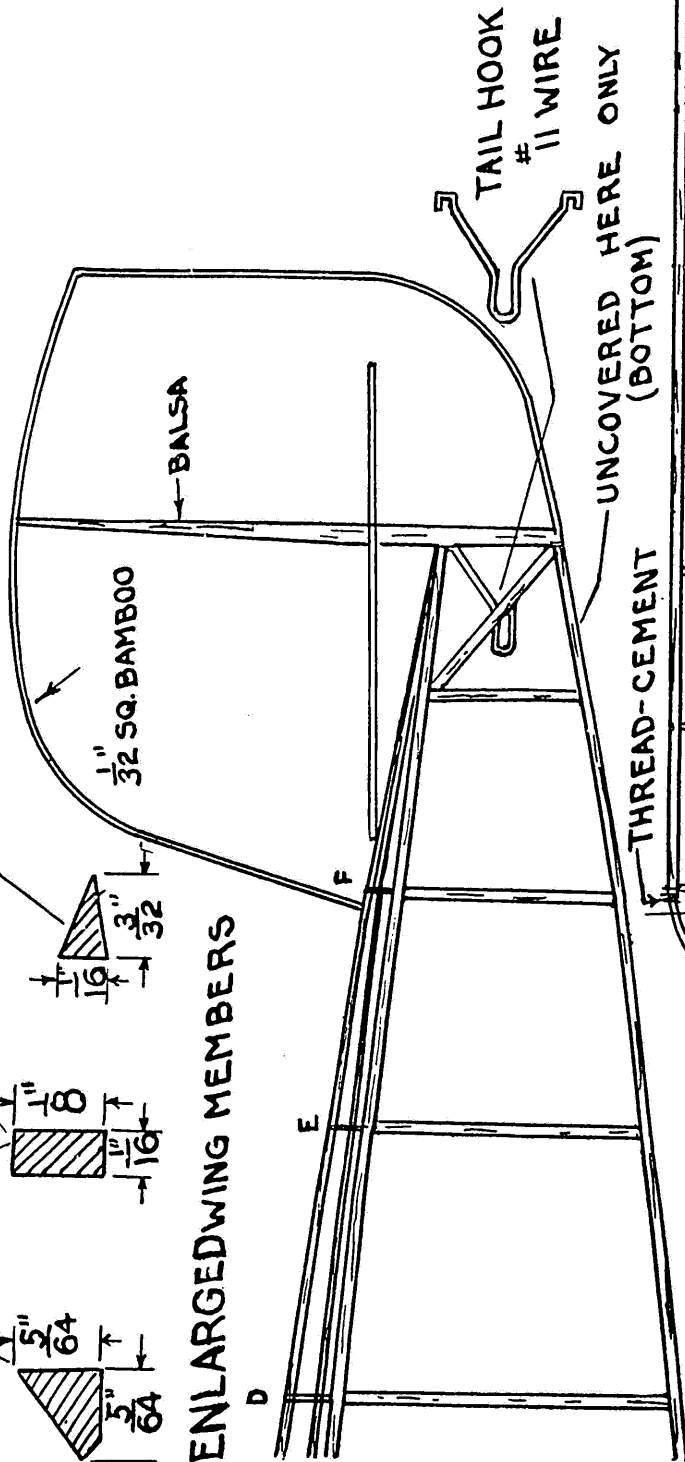 5"
64
5"
64
1"
8
1"
16
1"
16
3"
32
ENLARGED WING MEMBERS
1"
32 SQ. BAMBOO
BALSA
D
E
F
TAIL HOOK
#
11 WIRE
UNCOVERED HERE ONLY
(BOTTOM)
THREAD-CEMENT